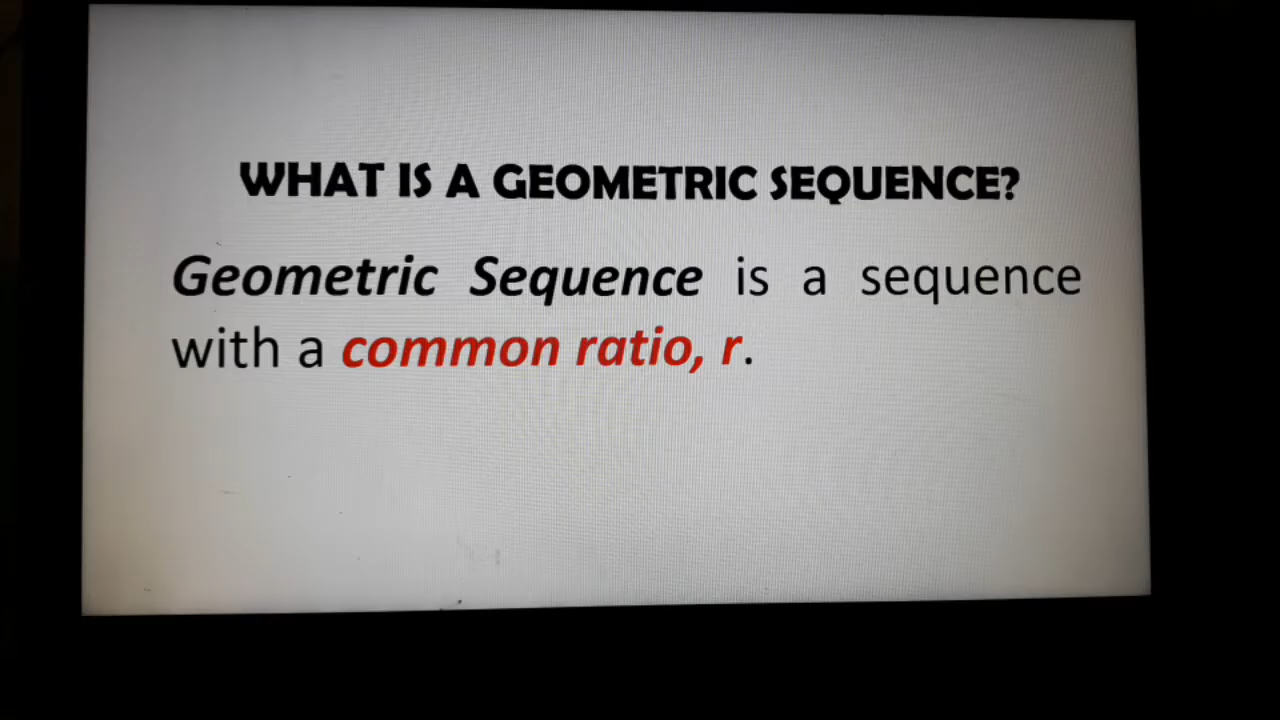 WHAT IS A GEOMETRIC SEQUENCE?
Geometric Sequence is a sequence
with a common ratio, r.